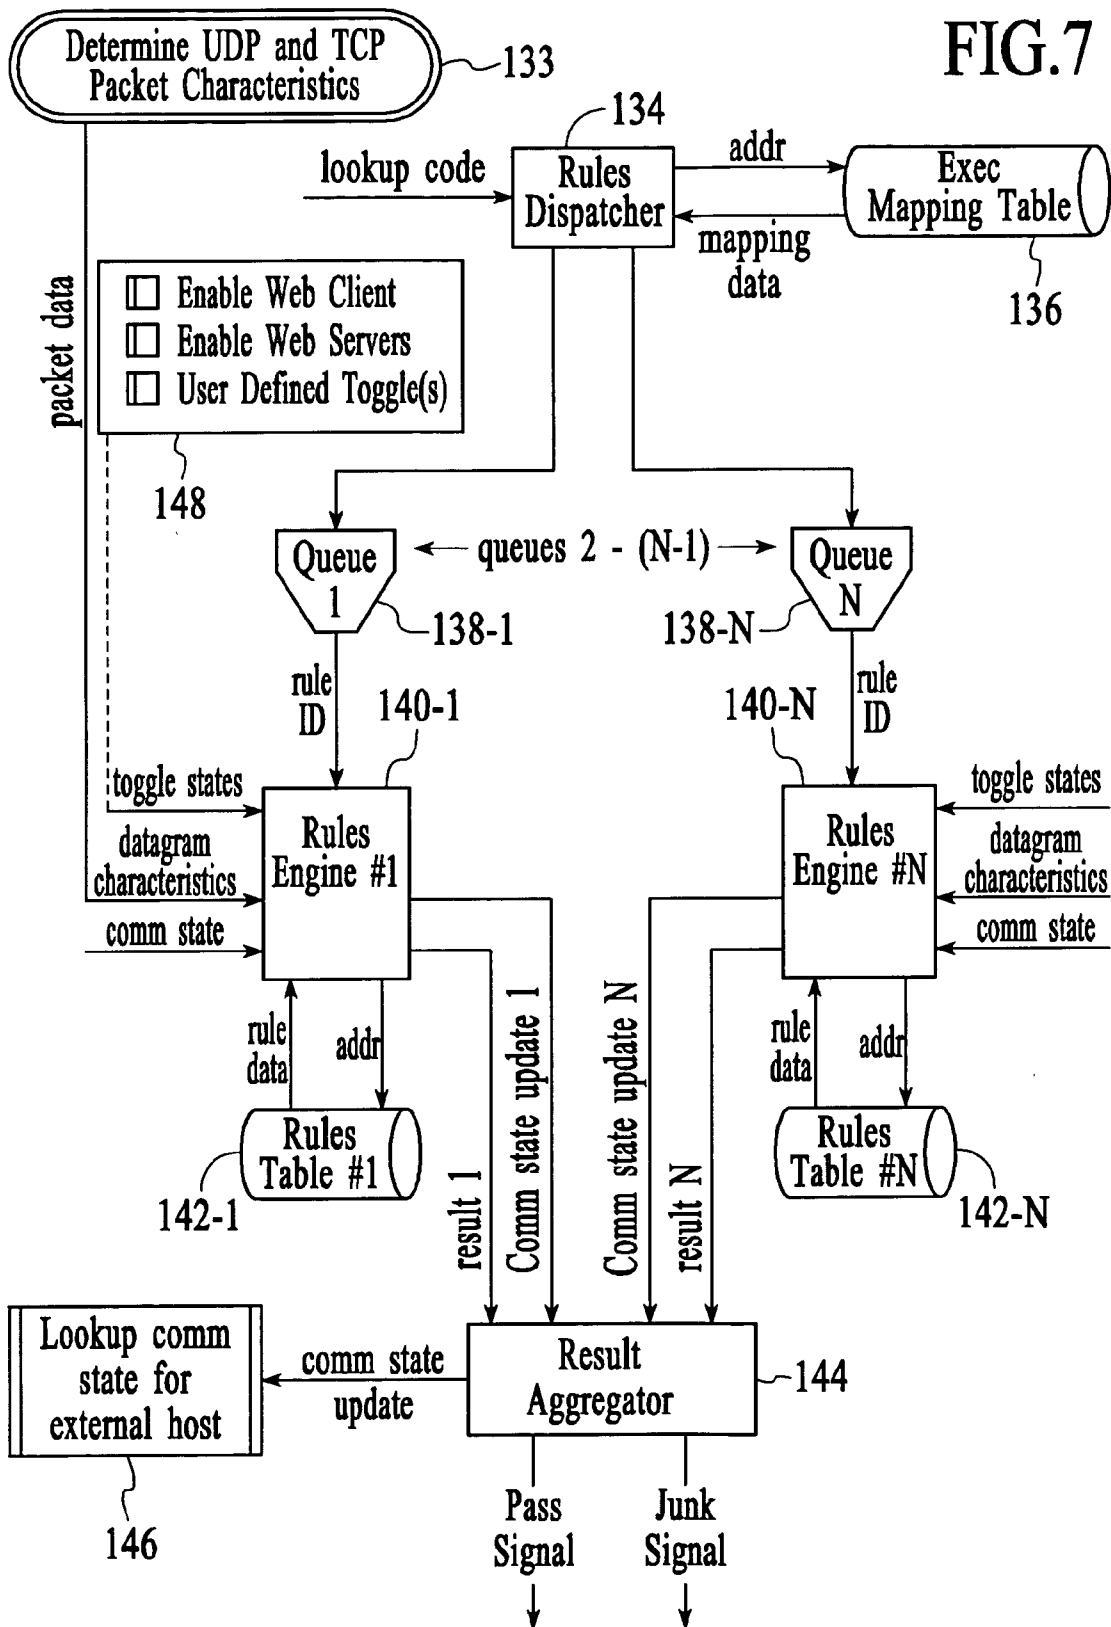 FIG.7
Determine UDP and TCP
Packet Characteristics
133
134
lookup code
Rules
Dispatcher
addr
mapping
data
Exec
Mapping Table
136
packet data
Enable Web Client
Enable Web Servers
User Defined Toggle(s)
148
Queue
1
queues 2 - (N-1)
Queue
N
138-1
138-N
rule
ID
140-1
140-N
rule
ID
toggle states
datagram
characteristics
comm state
Rules
Engine #1
Rules
Engine #N
toggle states
datagram
characteristics
comm state
rule
data
addr
Rules
Table #1
142-1
result 1
Comm state update 1
Comm state update N
result N
rule
data
addr
Rules
Table #N
142-N
Lookup comm
state for
external host
146
comm state
update
Result
Aggregator
144
Pass
Signal
Junk
Signal